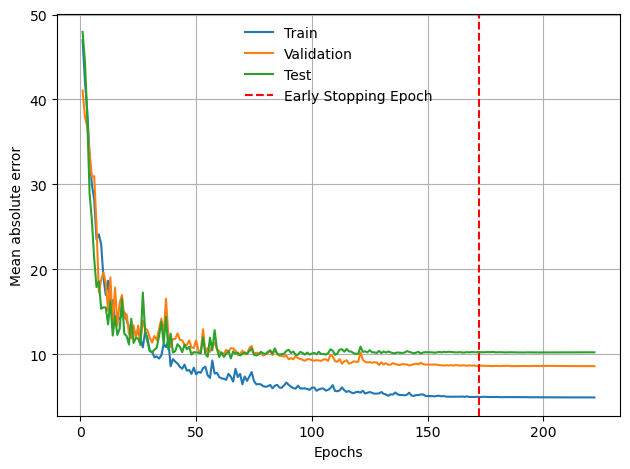 Train
Validation
Test
Early Stopping Epoch
Mean absolute error
50
40
30
20
10
0
50
100
150
200
Epochs